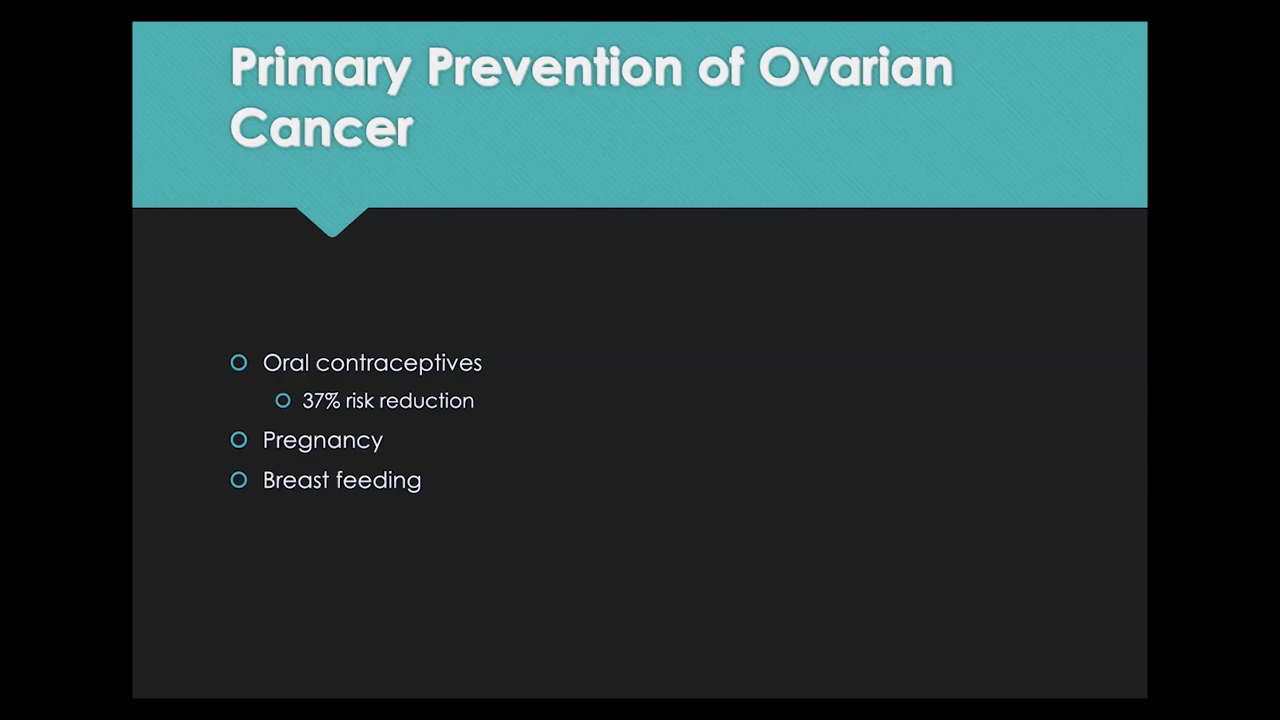 Primary Prevention of Ovarian
Cancer
Oral contraceptives
37% risk reduction
Pregnancy
Breast feeding